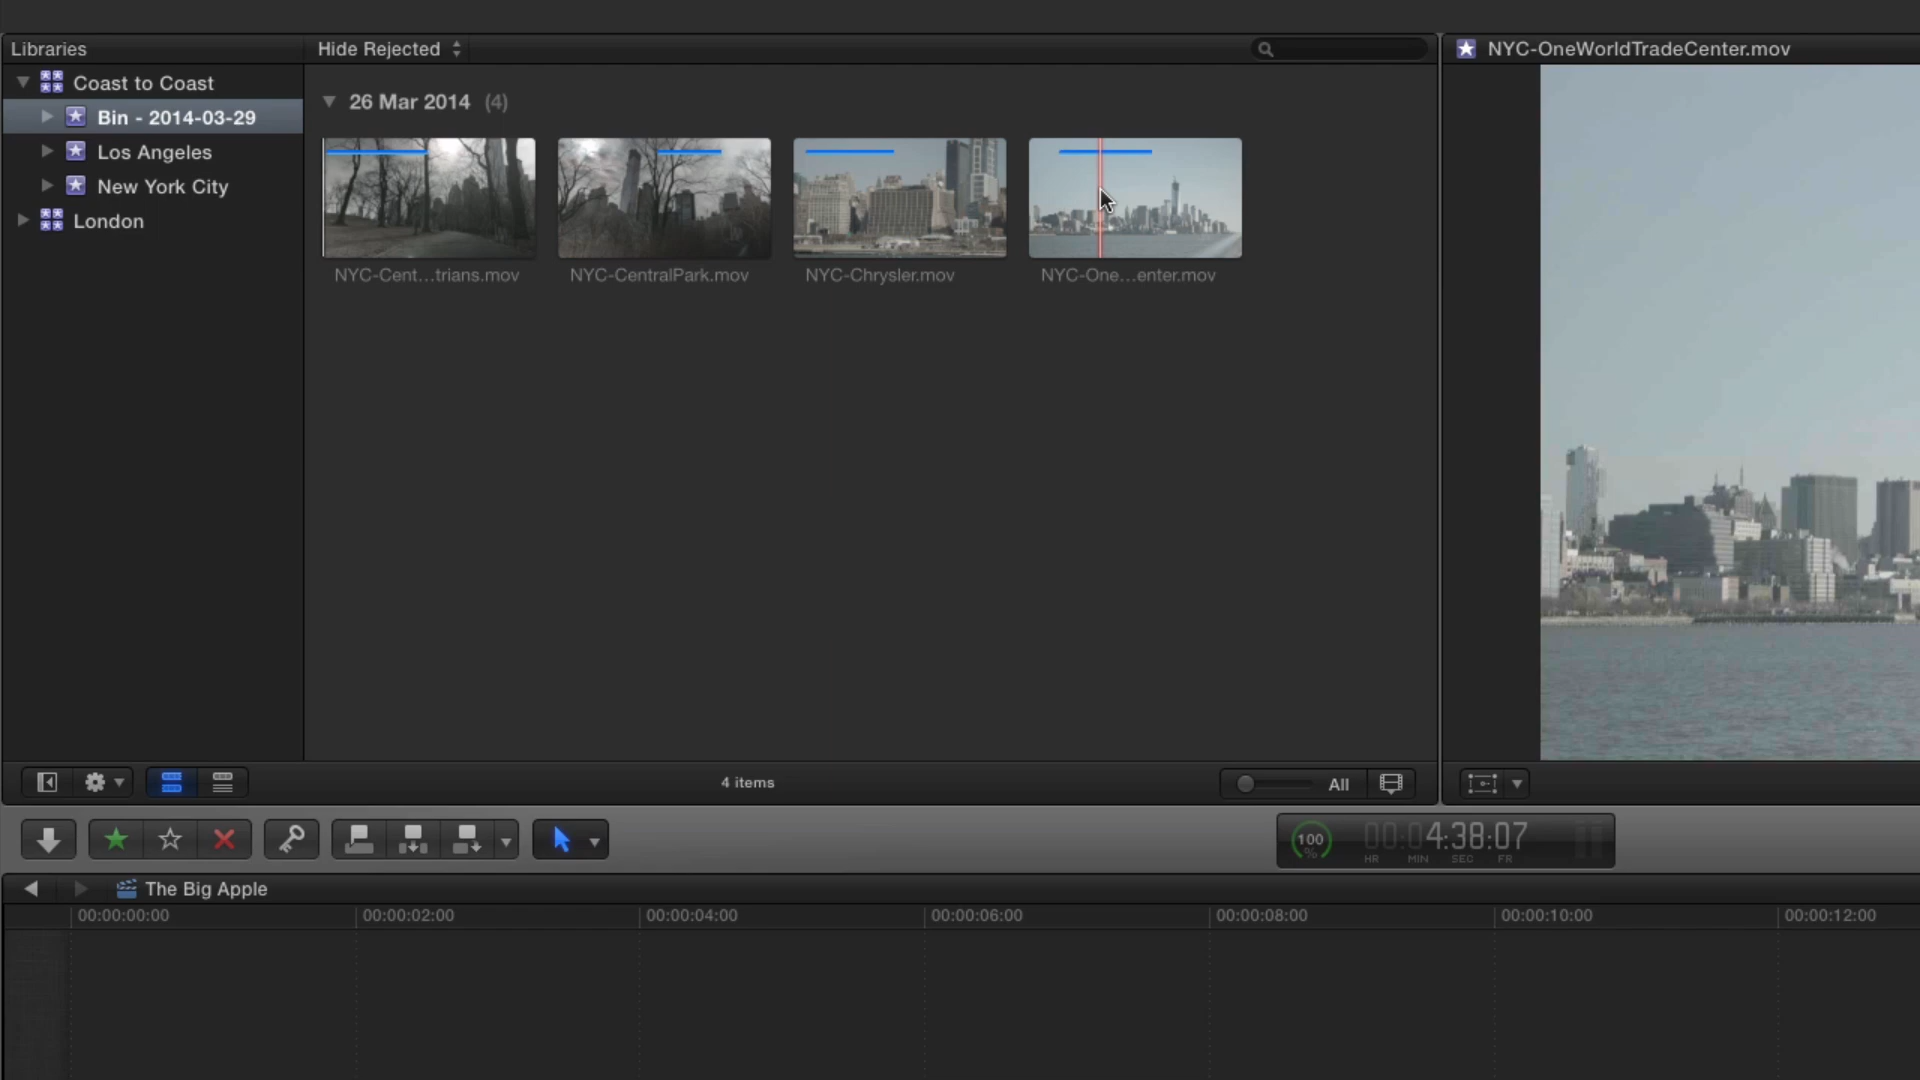 Libraries
Hide Rejected
NYC-OneWorldTradeCenter.mov
Coast to Coast
Bin - 2014-03-29
Los Angeles
New York City
London
26 Mar 2014 (4)
NYC-Cent...trians.mov
NYC-CentralPark.mov
NYC-Chrysler.mov
NYC-One...enter.mov
4 items
All
100
%
00:04:38:07
HR MIN SEC FR
The Big Apple
00:00:00:00
00:00:02:00
00:00:04:00
00:00:06:00
00:00:08:00
00:00:10:00
00:00:12:00